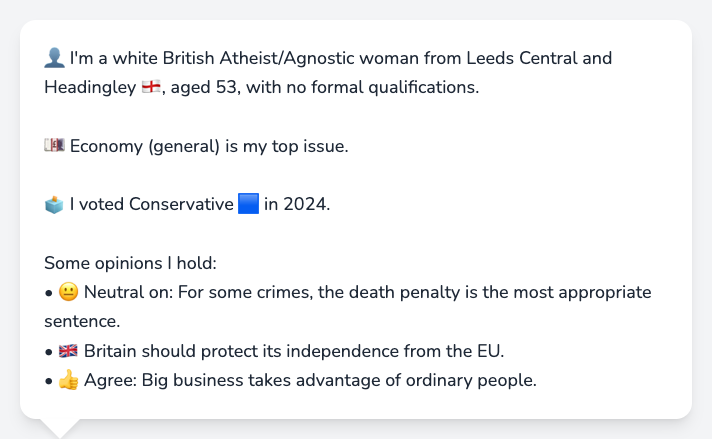 👤 I'm a white British Atheist/Agnostic woman from Leeds Central and
Headingley 🏴󠁧󠁢󠁥󠁮󠁧󠁿, aged 53, with no formal qualifications.
💷 Economy (general) is my top issue.
🗳️ I voted Conservative 🟦 in 2024.
Some opinions I hold:
• 😐 Neutral on: For some crimes, the death penalty is the most appropriate
sentence.
• 🇬🇧 Britain should protect its independence from the EU.
• 👍 Agree: Big business takes advantage of ordinary people.